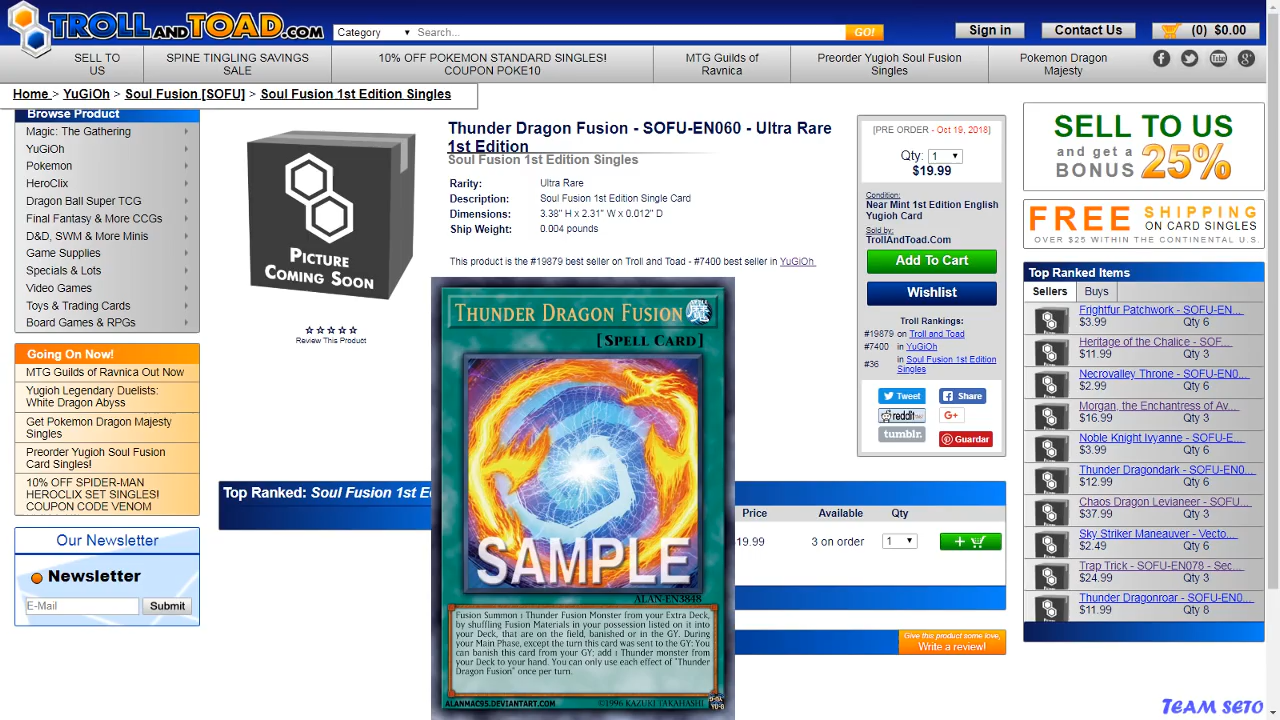 TROLL AND TOAD.COM
Category
Search...
GO!
Sign in
Contact Us
(0) $0.00
SELL TO
US
SPINE TINGLING SAVINGS
SALE
10% OFF POKEMON STANDARD SINGLES!
COUPON POKE10
MTG Guilds of
Ravnica
Preorder Yugioh Soul Fusion
Singles
Pokemon Dragon
Majesty
Home > YuGiOh > Soul Fusion [SOFU] > Soul Fusion 1st Edition Singles
Browse Product
Magic: The Gathering
YuGiOh
Pokemon
HeroClix
Dragon Ball Super TCG
Final Fantasy & More CCGs
D&D, SWM & More Minis
Game Supplies
Specials & Lots
Video Games
Toys & Trading Cards
Board Games & RPGs
Going On Now!
MTG Guilds of Ravnica Out Now
Yugioh Legendary Duelists:
White Dragon Abyss
Get Pokemon Dragon Majesty
Singles
Preorder Yugioh Soul Fusion
Card Singles!
10% OFF SPIDER-MAN
HEROCLIX SET SINGLES!
COUPON CODE VENOM
Our Newsletter
Newsletter
E-Mail
Submit
PICTURE
COMING SOON
Review This Product
Thunder Dragon Fusion - SOFU-EN060 - Ultra Rare
1st Edition
Soul Fusion 1st Edition Singles
Rarity: Ultra Rare
Description: Soul Fusion 1st Edition Single Card
Dimensions: 3.38" H x 2.31" W x 0.012" D
Ship Weight: 0.004 pounds
This product is the #19879 best seller on Troll and Toad - #7400 best seller in YuGiOh
THUNDER DRAGON FUSION
魔
[SPELL CARD]
SAMPLE
ALAN-EN3848
Fusion Summon 1 Thunder Fusion Monster from your Extra Deck,
by shuffling Fusion Materials in your possession listed on it into
your Deck, that are on the field, banished or in the GY. During
your Main Phase, except the turn this card was sent to the GY: You
can banish this card from your GY; add 1 Thunder monster from
your Deck to your hand. You can only use each effect of "Thunder
Dragon Fusion" once per turn.
ALANMAC95.DEVIANTART.COM
©1996 KAZUKI TAKAHASHI
Top Ranked: Soul Fusion 1st E
Price
Available
Qty
19.99
3 on order
1
Give this product some love,
Write a review!
[PRE ORDER - Oct 19, 2018]
Qty: 1
$19.99
Condition:
Near Mint 1st Edition English
Yugioh Card
Sold by:
TrollAndToad.Com
Add To Cart
Wishlist
Troll Rankings:
#19879 on Troll and Toad
#7400 in YuGiOh
#36 in Soul Fusion 1st Edition
Singles
Tweet
Share
reddit
G+
tumblr.
Guardar
SELL TO US
and get a
BONUS
25%
FREE SHIPPING
ON CARD SINGLES
OVER $25 WITHIN THE CONTINENTAL U.S.
Top Ranked Items
Sellers
Buys
Frightfur Patchwork - SOFU-EN...
$3.99 Qty 6
Heritage of the Chalice - SOF...
$11.99 Qty 3
Necrovalley Throne - SOFU-EN0...
$2.99 Qty 6
Morgan, the Enchantress of Av...
$16.99 Qty 3
Noble Knight Iyvanne - SOFU-E...
$3.99 Qty 6
Thunder Dragondark - SOFU-EN0...
$12.99 Qty 6
Chaos Dragon Levianeer - SOFU...
$37.99 Qty 3
Sky Striker Maneuver - Vecto...
$2.49 Qty 6
Trap Trick - SOFU-EN078 - Sec...
$24.99 Qty 3
Thunder Dragonroar - SOFU-EN0...
$11.99 Qty 8
TEAM SETO